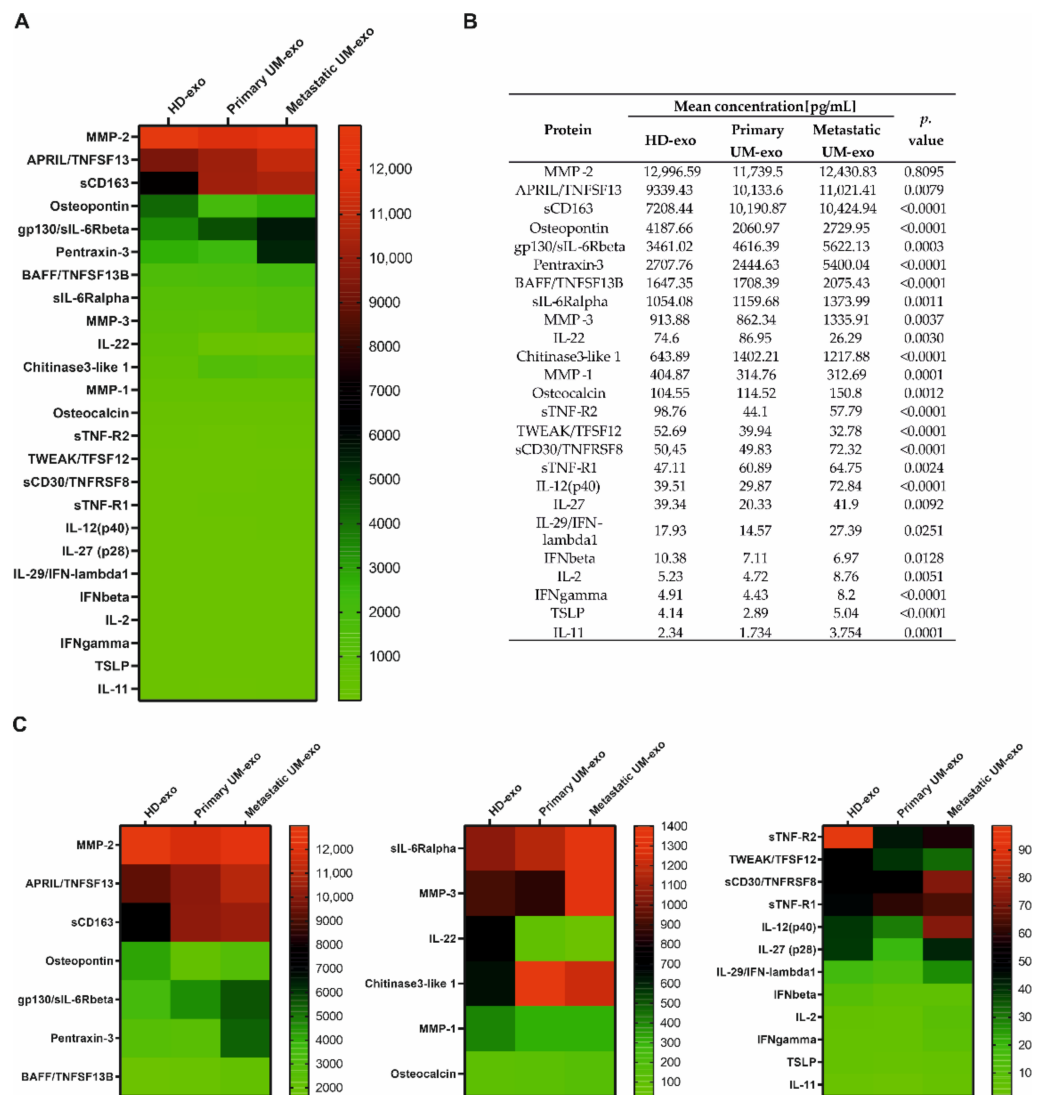 A
HD-exo
Primary UM-exo
Metastatic UM-exo
MMP-2
APRIL/TNFSF13
sCD163
Osteopontin
gp130/sIL-6Rbeta
Pentraxin-3
BAFF/TNFSF13B
sIL-6Ralpha
MMP-3
IL-22
Chitinase3-like 1
MMP-1
Osteocalcin
sTNF-R2
TWEAK/TFSF12
sCD30/TNFRSF8
sTNF-R1
IL-12(p40)
IL-27 (p28)
IL-29/IFN-lambda1
IFNbeta
IL-2
IFNgamma
TSLP
IL-11
12,000
11,000
10,000
9000
8000
7000
6000
5000
4000
3000
2000
1000
B
Mean concentration[pg/mL]
Protein HD-exo Primary UM-exo Metastatic UM-exo p. value
MMP-2 12,996.59 11,739.5 12,430.83 0.8095
APRIL/TNFSF13 9339.43 10,133.6 11,021.41 0.0079
sCD163 7208.44 10,190.87 10,424.94 <0.0001
Osteopontin 4187.66 2060.97 2729.95 <0.0001
gp130/sIL-6Rbeta 3461.02 4616.39 5622.13 0.0003
Pentraxin-3 2707.76 2444.63 5400.04 <0.0001
BAFF/TNFSF13B 1647.35 1708.39 2075.43 <0.0001
sIL-6Ralpha 1054.08 1159.68 1373.99 0.0011
MMP-3 913.88 862.34 1335.91 0.0037
IL-22 74.6 86.95 26.29 0.0030
Chitinase3-like 1 643.89 1402.21 1217.88 <0.0001
MMP-1 404.87 314.76 312.69 0.0001
Osteocalcin 104.55 114.52 150.8 0.0012
sTNF-R2 98.76 44.1 57.79 <0.0001
TWEAK/TFSF12 52.69 39.94 32.78 <0.0001
sCD30/TNFRSF8 50,45 49.83 72.32 <0.0001
sTNF-R1 47.11 60.89 64.75 0.0024
IL-12(p40) 39.51 29.87 72.84 <0.0001
IL-27 39.34 20.33 41.9 0.0092
IL-29/IFN-
lambda1 17.93 14.57 27.39 0.0251
IFNbeta 10.38 7.11 6.97 0.0128
IL-2 5.23 4.72 8.76 0.0051
IFNgamma 4.91 4.43 8.2 <0.0001
TSLP 4.14 2.89 5.04 <0.0001
IL-11 2.34 1.734 3.754 0.0001
C
HD-exo
Primary UM-exo
Metastatic UM-exo
MMP-2
APRIL/TNFSF13
sCD163
Osteopontin
gp130/sIL-6Rbeta
Pentraxin-3
BAFF/TNFSF13B
12,000
11,000
10,000
9000
8000
7000
6000
5000
4000
3000
2000
HD-exo
Primary UM-exo
Metastatic UM-exo
sIL-6Ralpha
MMP-3
IL-22
Chitinase3-like 1
MMP-1
Osteocalcin
1400
1300
1200
1100
1000
900
800
700
600
500
400
300
200
100
HD-exo
Primary UM-exo
Metastatic UM-exo
sTNF-R2
TWEAK/TFSF12
sCD30/TNFRSF8
sTNF-R1
IL-12(p40)
IL-27 (p28)
IL-29/IFN-lambda1
IFNbeta
IL-2
IFNgamma
TSLP
IL-11
90
80
70
60
50
40
30
20
10